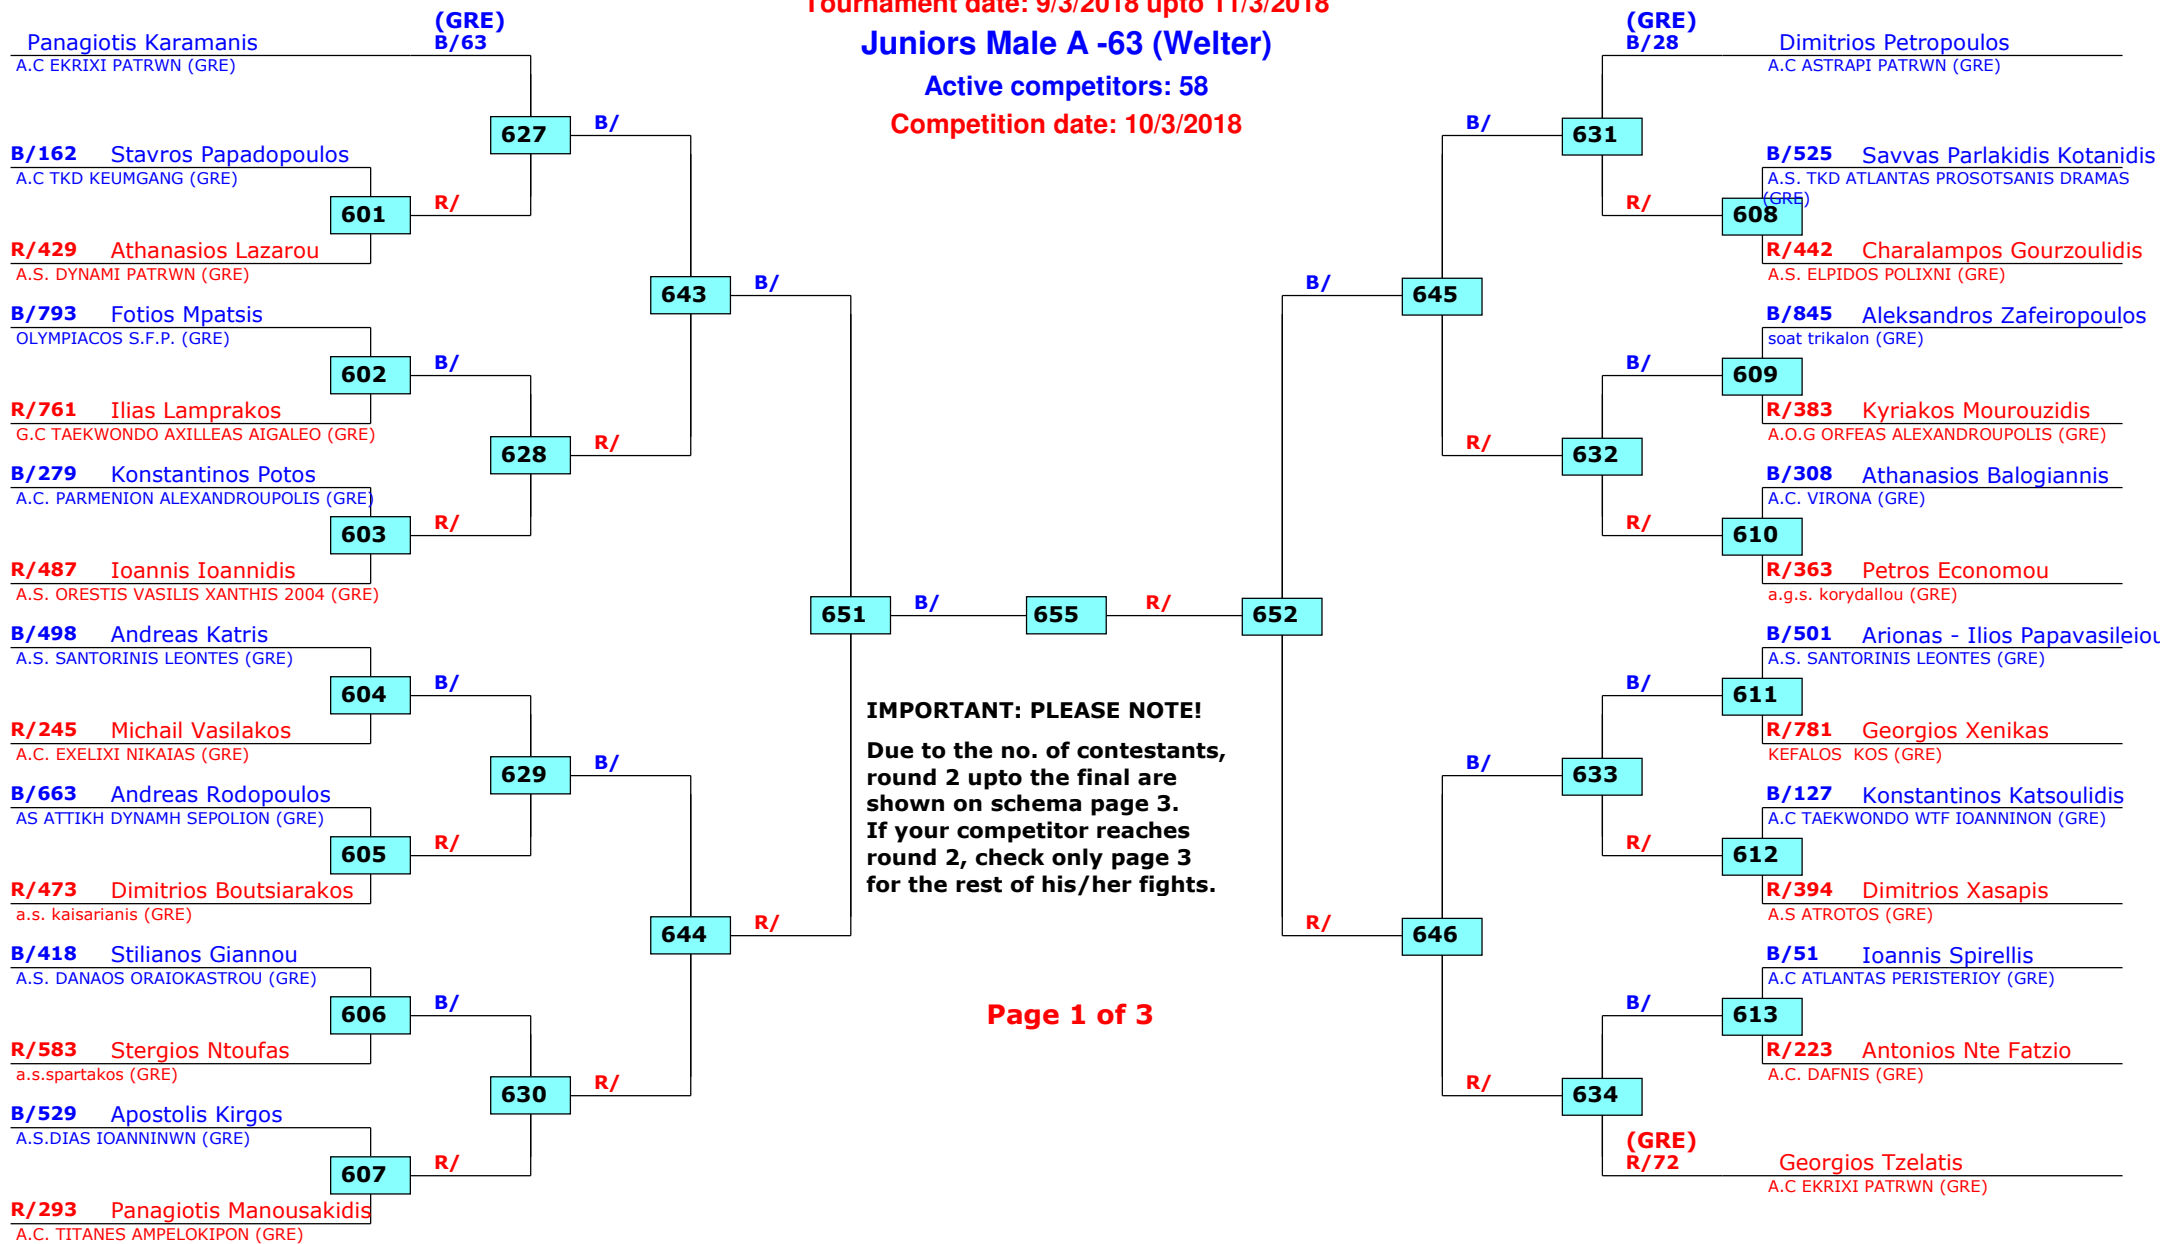 Tournament date: 9/3/2018 upto 11/3/2018
Juniors Male A -63 (Welter)
Active competitors: 58
Competition date: 10/3/2018
(GRE)
Panagiotis Karamanis B/63
A.C EKRIXI PATRWN (GRE)
627 B/
B/162 Stavros Papadopoulos
A.C TKD KEUMGANG (GRE)
601 R/
R/429 Athanasios Lazarou
A.S. DYNAMI PATRWN (GRE)
643 B/
B/793 Fotios Mpatsis
OLYMPIACOS S.F.P. (GRE)
602 B/
R/761 Ilias Lamprakos
G.C TAEKWONDO AXILLEAS AIGALEO (GRE)
628 R/
B/279 Konstantinos Potos
A.C. PARMENION ALEXANDROUPOLIS (GRE)
603 R/
R/487 Ioannis Ioannidis
A.S. ORESTIS VASILIS XANTHIS 2004 (GRE)
651 B/ 655 R/ 652
B/498 Andreas Katris
A.S. SANTORINIS LEONTES (GRE)
604 B/
R/245 Michail Vasilakos
A.C. EXELIXI NIKAIAS (GRE)
629 B/
B/663 Andreas Rodopoulos
AS ATTIKH DYNAMH SEPOLION (GRE)
605 R/
R/473 Dimitrios Boutsiarakos
a.s. kaisarianis (GRE)
644 R/
B/418 Stilianos Giannou
A.S. DANAOS ORAIOKASTROU (GRE)
606 B/
R/583 Stergios Ntoufas
a.s.spartakos (GRE)
630 R/
B/529 Apostolis Kirgos
A.S.DIAS IOANNINWN (GRE)
607 R/
R/293 Panagiotis Manousakidis
A.C. TITANES AMPELOKIPON (GRE)
IMPORTANT: PLEASE NOTE!
Due to the no. of contestants,
round 2 upto the final are
shown on schema page 3.
If your competitor reaches
round 2, check only page 3
for the rest of his/her fights.
Page 1 of 3
(GRE)
B/28 Dimitrios Petropoulos
A.C ASTRAPI PATRWN (GRE)
B/ 631
B/525 Savvas Parlakidis Kotanidis
A.S. TKD ATLANTAS PROSOTSANIS DRAMAS
(GRE)
R/ 608
R/442 Charalampos Gourzoulidis
A.S. ELPIDOS POLIXNI (GRE)
B/ 645
B/845 Aleksandros Zafeiropoulos
soat trikalon (GRE)
B/ 609
R/383 Kyriakos Mourouzidis
A.O.G ORFEAS ALEXANDROUPOLIS (GRE)
R/ 632
B/308 Athanasios Balogiannis
A.C. VIRONA (GRE)
R/ 610
R/363 Petros Economou
a.g.s. korydallou (GRE)
B/501 Arionas - Ilios Papavasileiou
A.S. SANTORINIS LEONTES (GRE)
B/ 611
R/781 Georgios Xenikas
KEFALOS KOS (GRE)
B/ 633
B/127 Konstantinos Katsoulidis
A.C TAEKWONDO WTF IOANNINON (GRE)
R/ 612
R/394 Dimitrios Xasapis
A.S ATROTOS (GRE)
R/ 646
B/51 Ioannis Spirellis
A.C ATLANTAS PERISTERIOY (GRE)
B/ 613
R/223 Antonios Nte Fatzio
A.C. DAFNIS (GRE)
R/ 634
(GRE)
R/72 Georgios Tzelatis
A.C EKRIXI PATRWN (GRE)